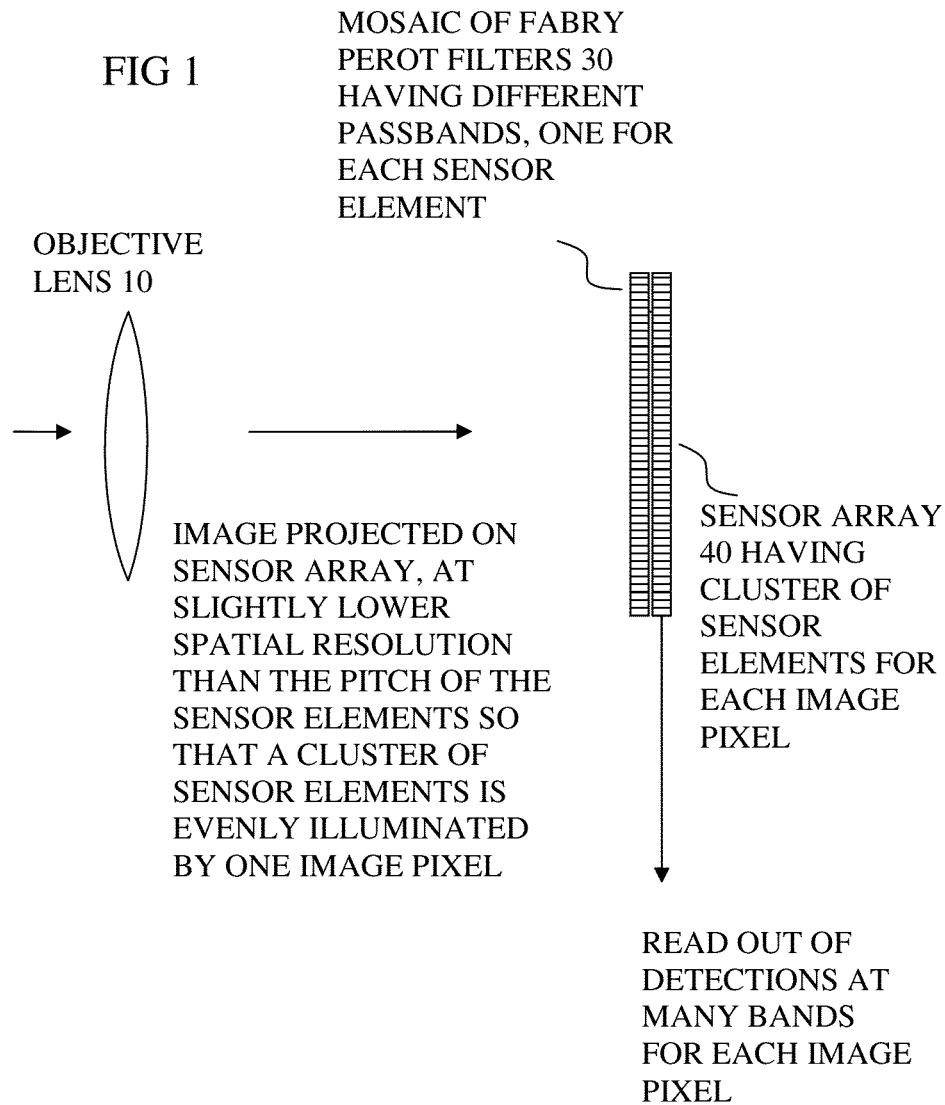 FIG 1
MOSAIC OF FABRY
PEROT FILTERS 30
HAVING DIFFERENT
PASSBANDS, ONE FOR
EACH SENSOR
ELEMENT
OBJECTIVE
LENS 10
IMAGE PROJECTED ON
SENSOR ARRAY, AT
SLIGHTLY LOWER
SPATIAL RESOLUTION
THAN THE PITCH OF THE
SENSOR ELEMENTS SO
THAT A CLUSTER OF
SENSOR ELEMENTS IS
EVENLY ILLUMINATED
BY ONE IMAGE PIXEL
SENSOR ARRAY
40 HAVING
CLUSTER OF
SENSOR
ELEMENTS FOR
EACH IMAGE
PIXEL
READ OUT OF
DETECTIONS AT
MANY BANDS
FOR EACH IMAGE
PIXEL